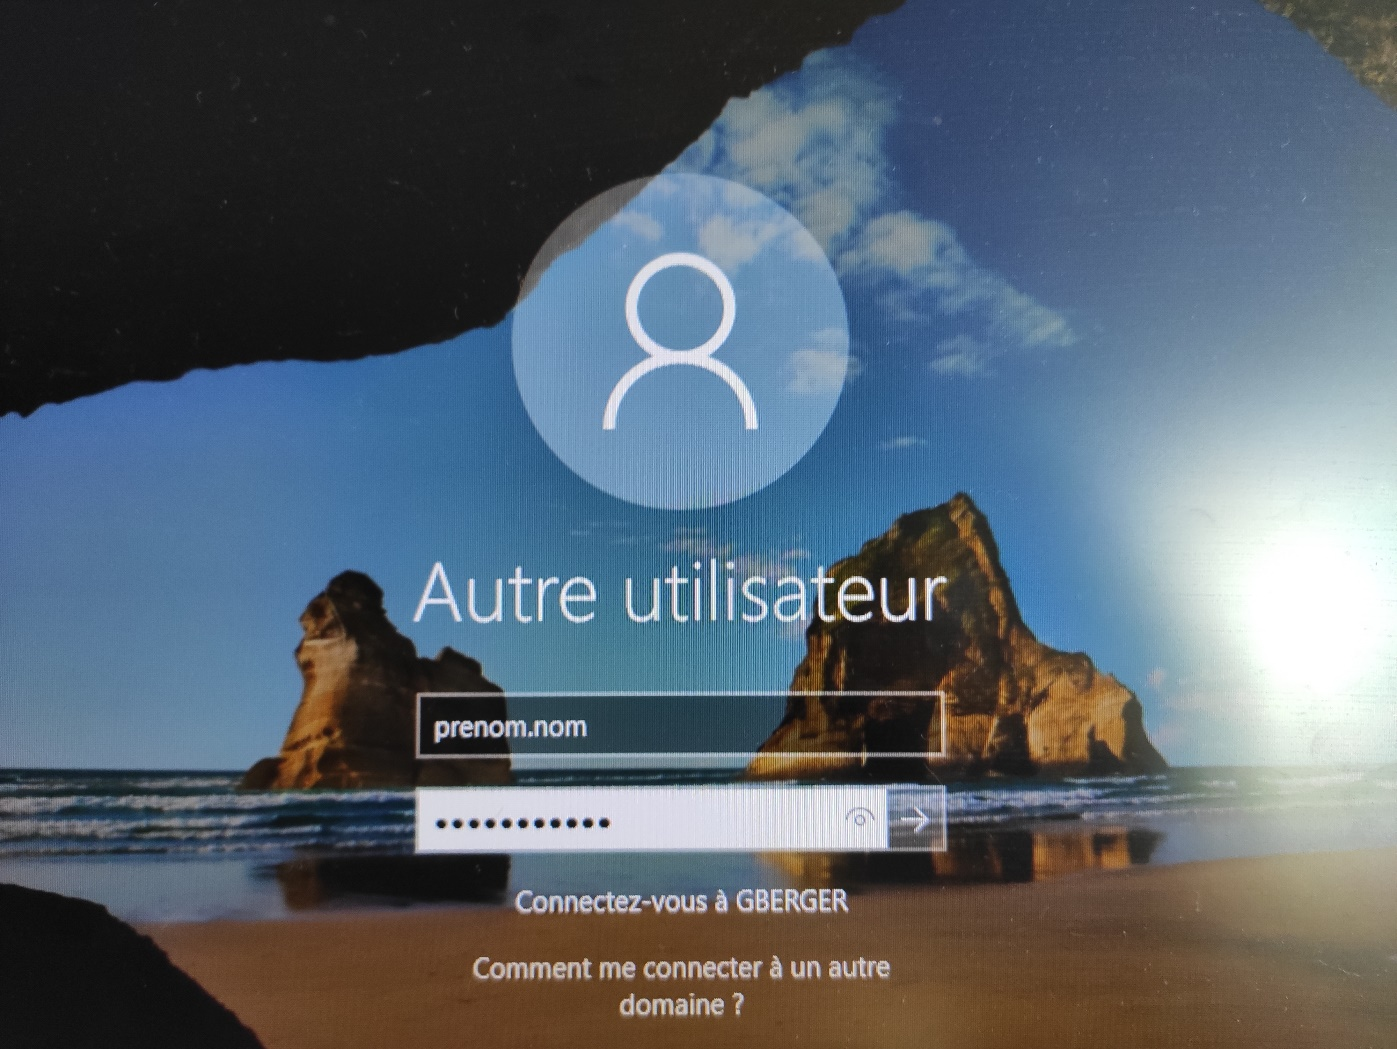 Autre utilisateur
prenom.nom
•••••••••••
Connectez-vous à GBERGER
Comment me connecter à un autre
domaine ?